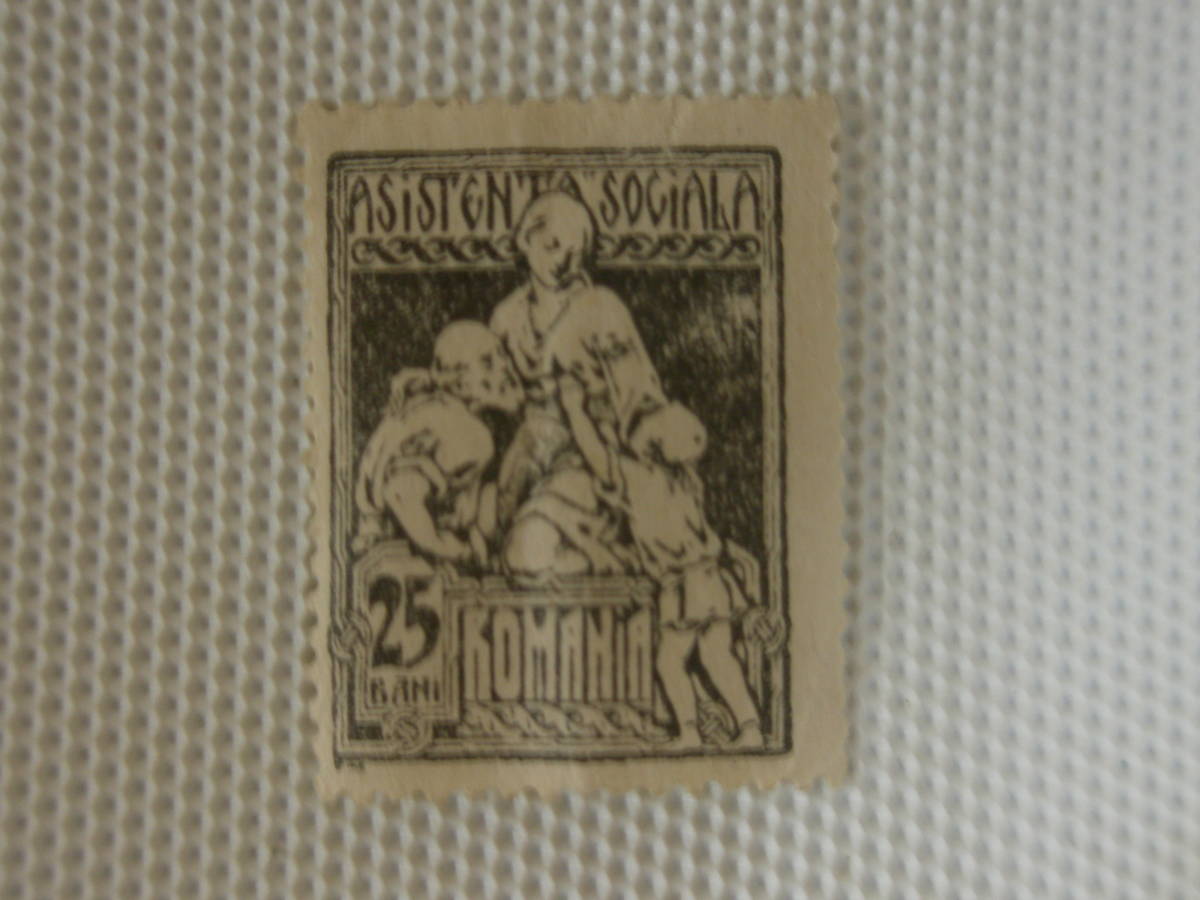 ASiSTENTA SOCiALA
25
BANI
ROMANiA